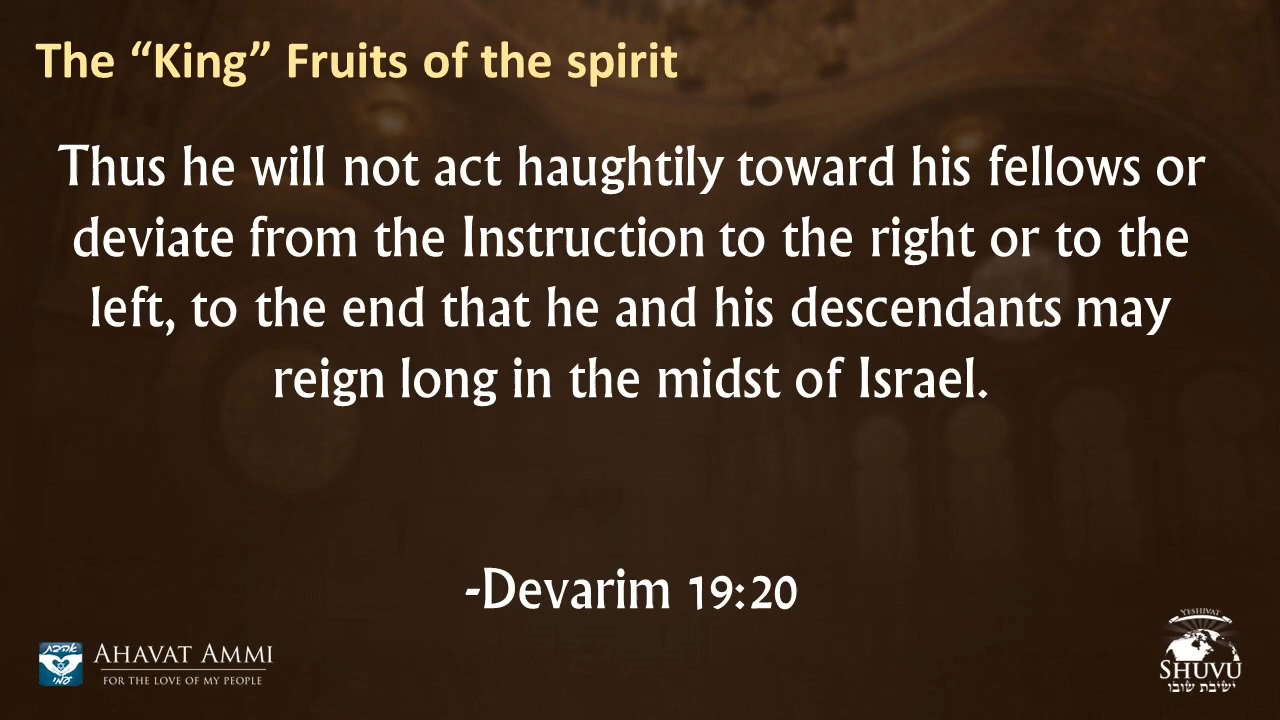 The “King” Fruits of the spirit
Thus he will not act haughtily toward his fellows or
deviate from the Instruction to the right or to the
left, to the end that he and his descendants may
reign long in the midst of Israel.
-Devarim 19:20
אהבת
עמי
AHAVAT AMMI
FOR THE LOVE OF MY PEOPLE
YESHIVAT
SHUVU
ישיבת שובו